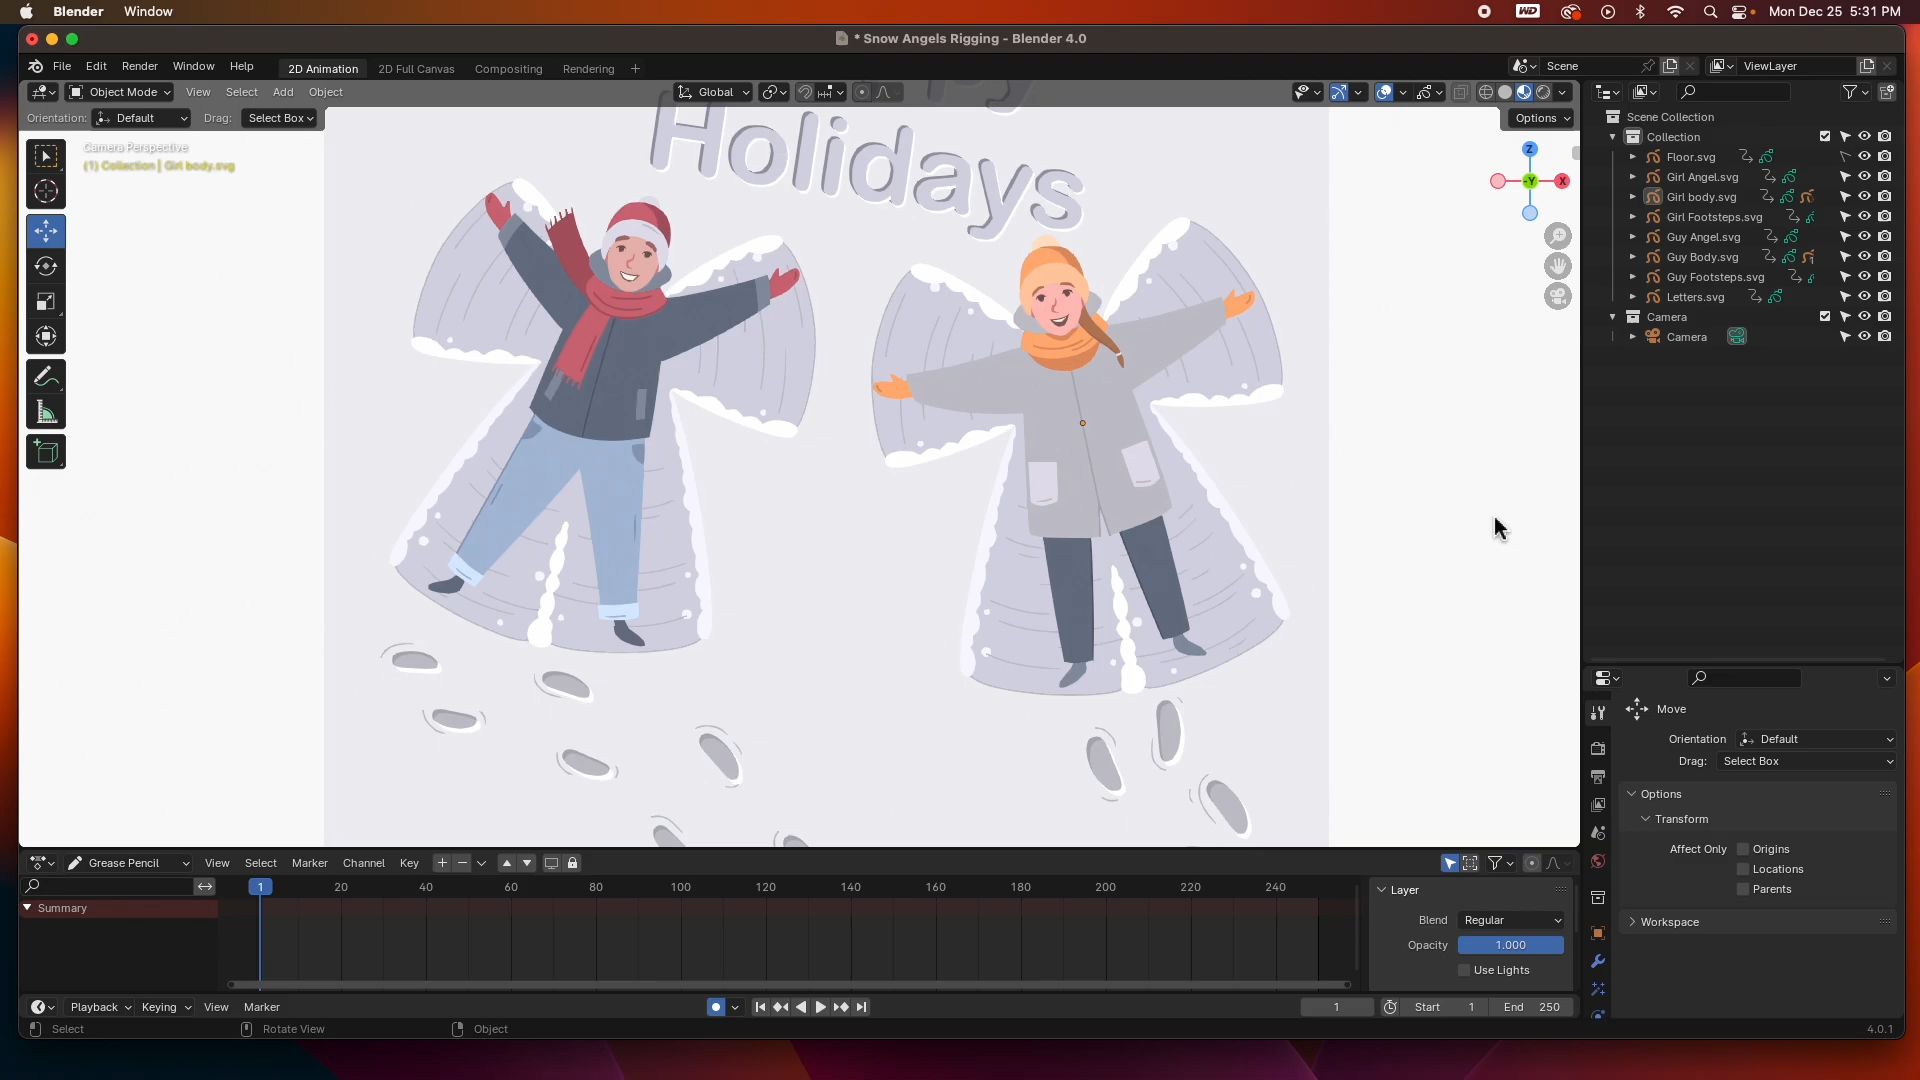 Blender Window
WD
Mon Dec 25 5:31 PM
* Snow Angels Rigging - Blender 4.0
File Edit Render Window Help 2D Animation 2D Full Canvas Compositing Rendering + Scene ViewLayer
Object Mode View Select Add Object Global
Orientation: Default Drag: Select Box Options
Camera Perspective
(1) Collection | Girl body.svg
Holidays
Z
-Y X
Scene Collection
Collection
Floor.svg
Girl Angel.svg
Girl body.svg
Girl Footsteps.svg
Guy Angel.svg
Guy Body.svg
Guy Footsteps.svg
Letters.svg
Camera
Camera
Move
Orientation Default
Drag: Select Box
Options
Transform
Affect Only Origins
Locations
Parents
Workspace
Grease Pencil View Select Marker Channel Key
1 20 40 60 80 100 120 140 160 180 200 220 240
Summary
Layer
Blend Regular
Opacity 1.000
Use Lights
Playback Keying View Marker 1 Start 1 End 250
Select Rotate View Object 4.0.1